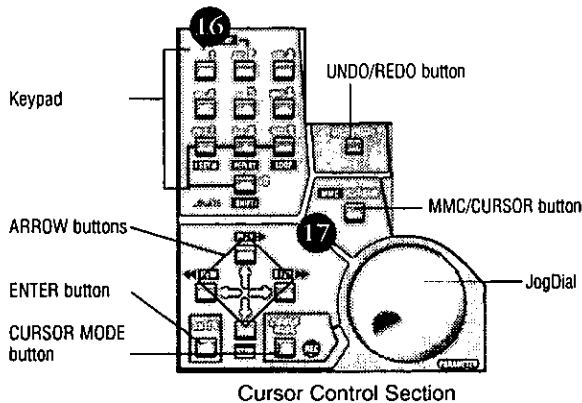 16
UNDO/REDO button
Keypad
MMC/CURSOR button
17
ARROW buttons
JogDial
ENTER button
CURSOR MODE
button
Cursor Control Section